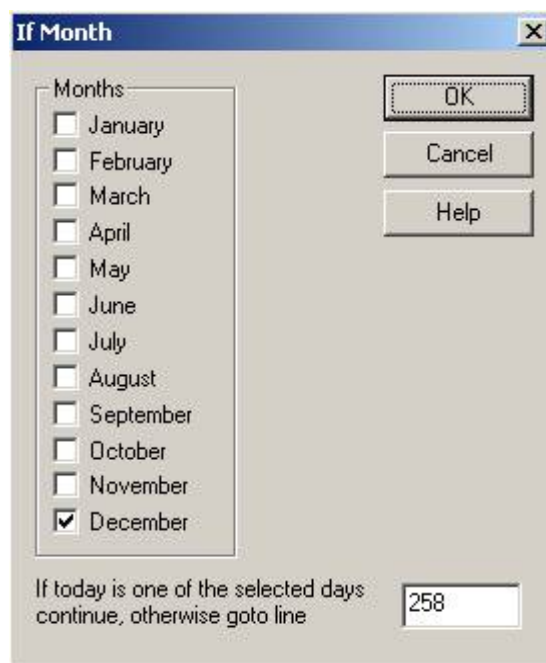 If Month
Months
January
February
March
April
May
June
July
August
September
October
November
December
OK
Cancel
Help
If today is one of the selected days
continue, otherwise goto line
258